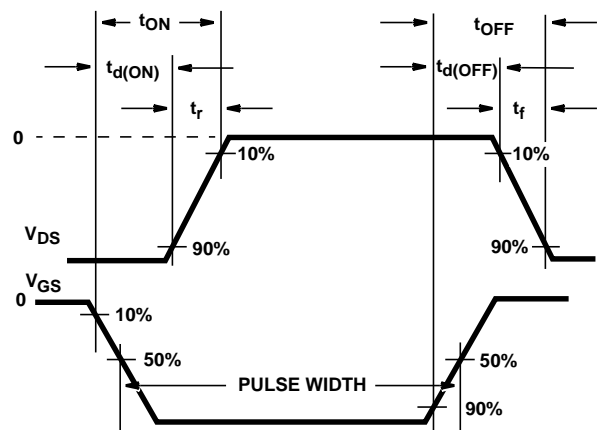 tON
tOFF
td(ON)
td(OFF)
tr
tf
0
10%
10%
VDS
90%
90%
VGS
0
10%
50%
50%
PULSE WIDTH
90%